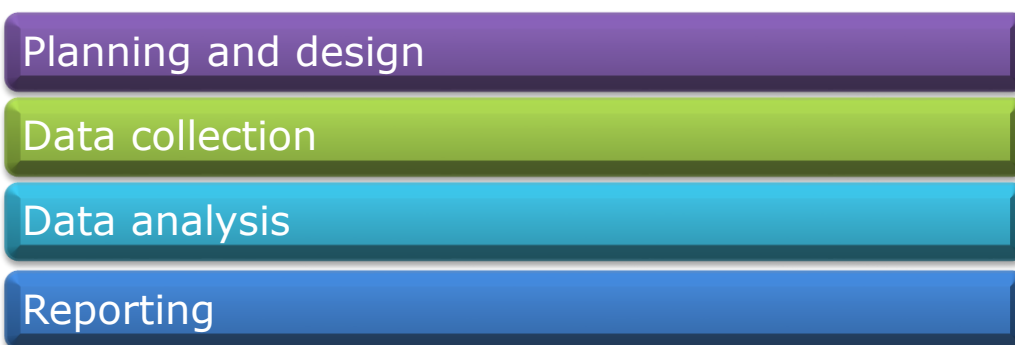 Planning and design
Data collection
Data analysis
Reporting